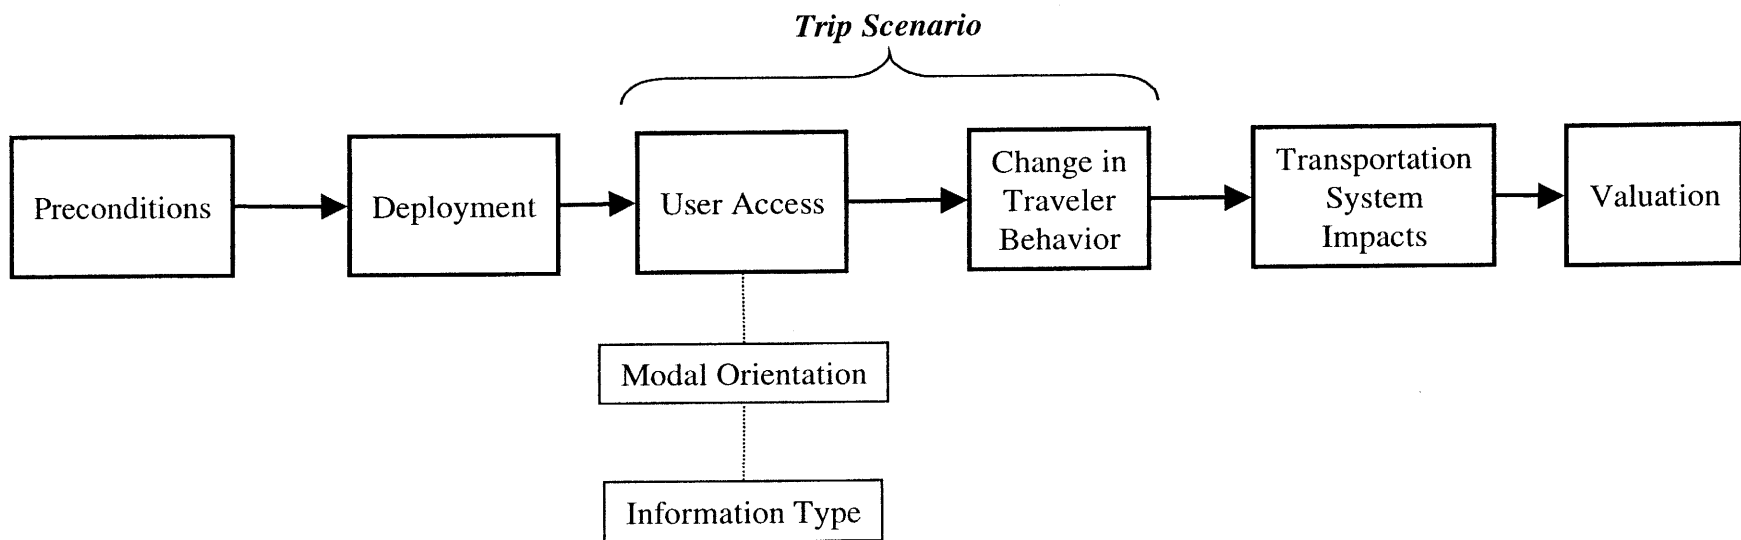 Trip Scenario
Preconditions
Deployment
User Access
Change in
Traveler
Behavior
Transportation
System
Impacts
Valuation
Modal Orientation
Information Type